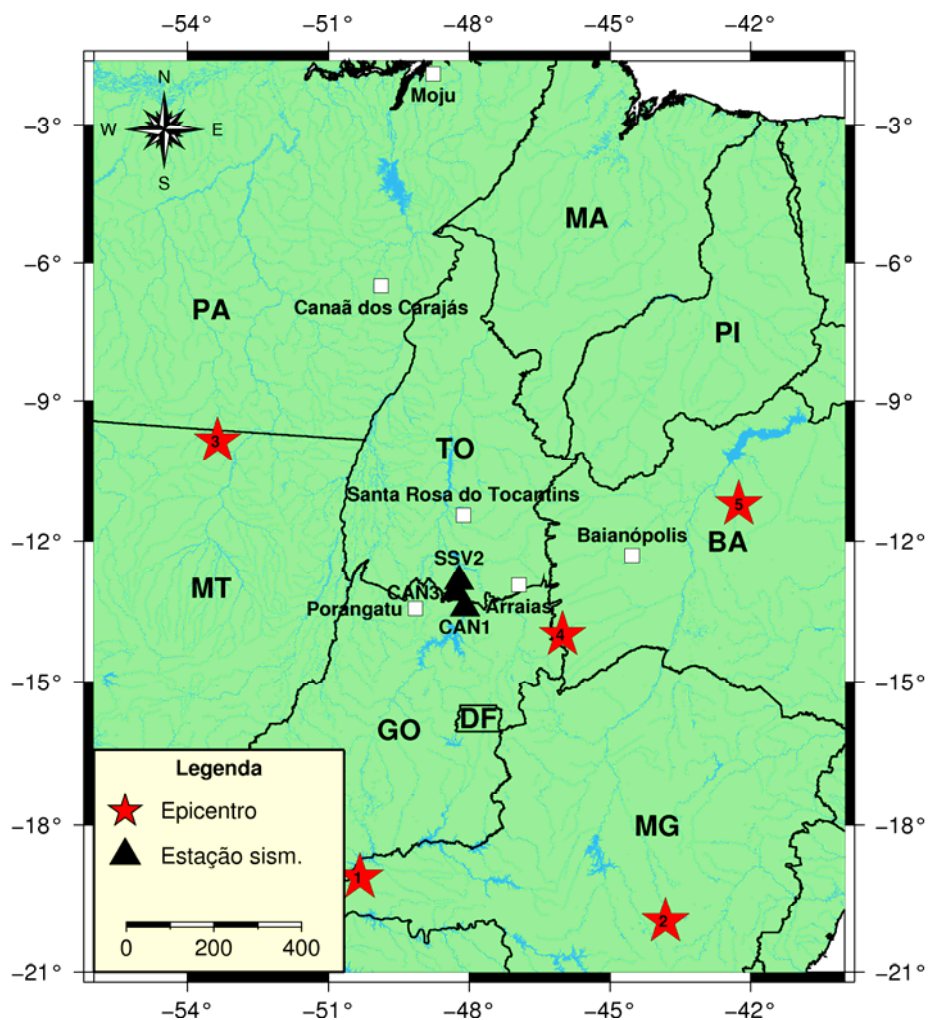 −54° −51° −48° −45° −42°
N
W E
S
Moju
−3° −3°
MA
−6° −6°
Canaã dos Carajás
PA
PI
−9° −9°
3
TO
Santa Rosa do Tocantins
5
−12° −12°
Baianópolis
BA
SSV2
MT
CAN3
Porangatu
Arraias
CAN1
4
−15° −15°
DF
GO
Legenda
Epicentro
−18° −18°
MG
Estação sism.
1
2
0 200 400
−21° −21°
−54° −51° −48° −45° −42°